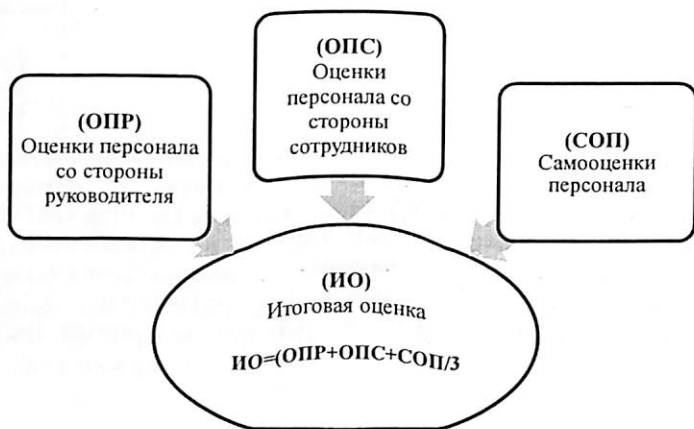 (ОПР)
Оценки персонала
со стороны
руководителя
(ОПС)
Оценки
персонала со
стороны
сотрудников
(СОП)
Самооценки
персонала
(ИО)
Итоговая оценка
ИО=(ОПР+ОПС+СОП/3